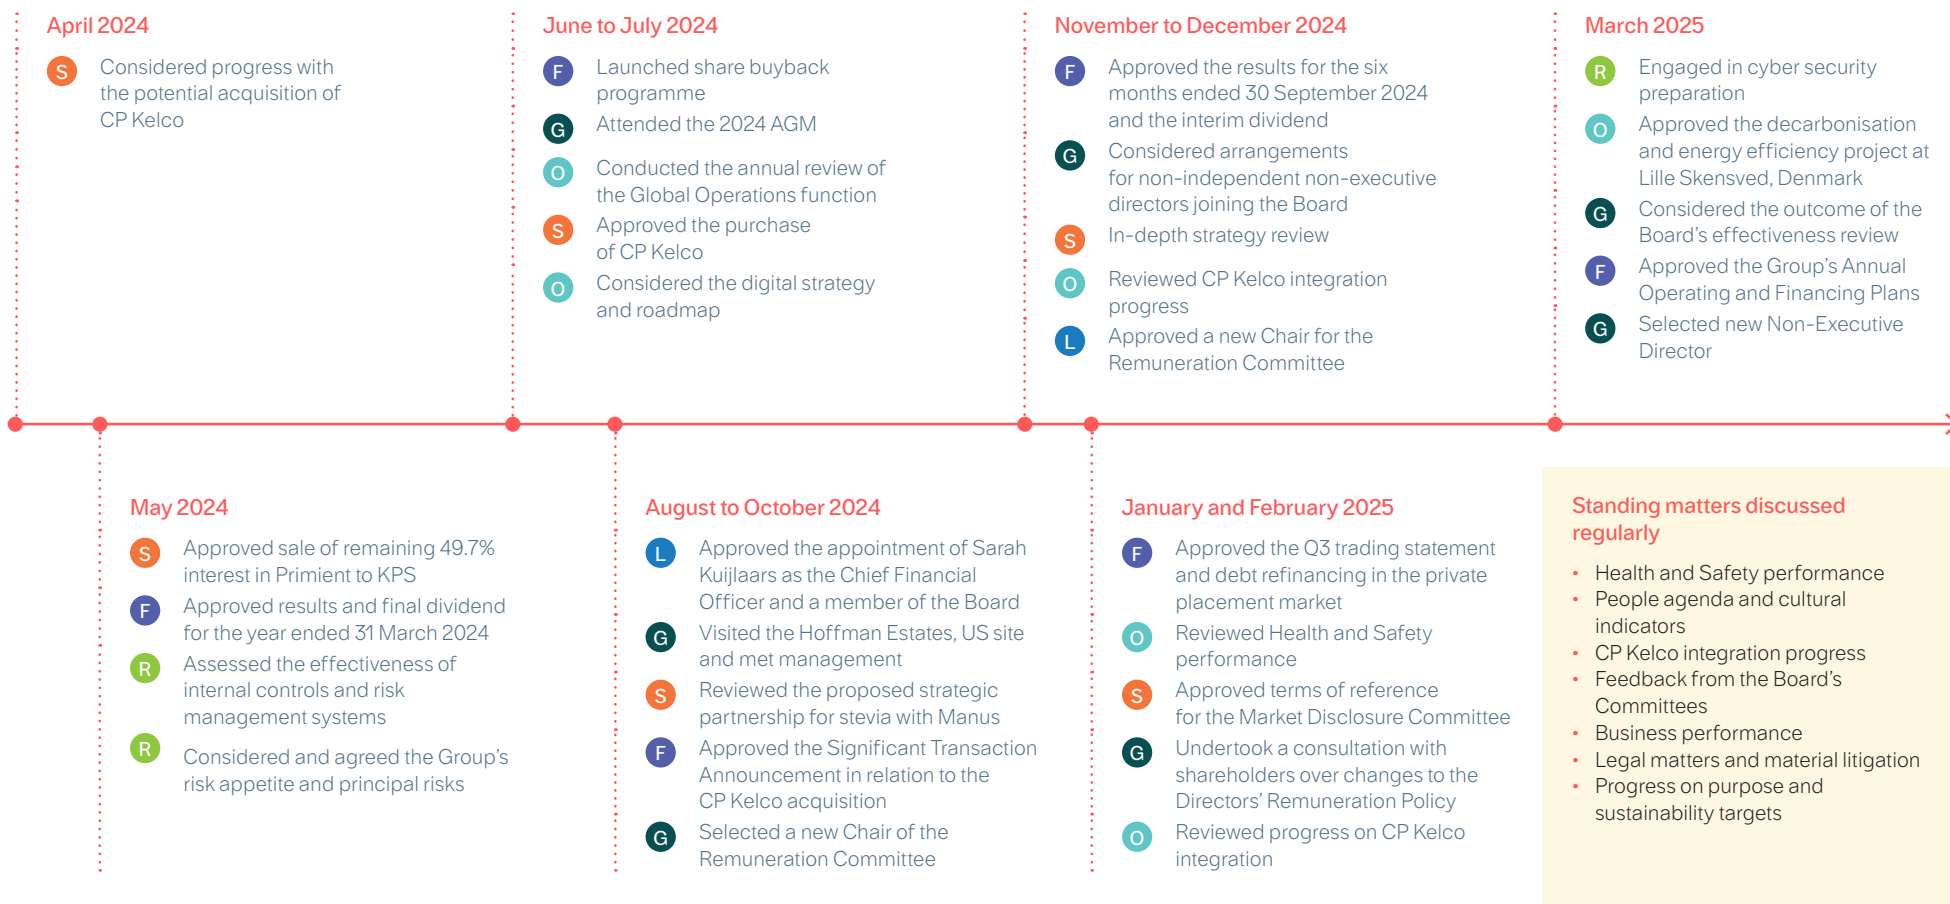 April 2024
S Considered progress with
the potential acquisition of
CP Kelco
June to July 2024
F Launched share buyback
programme
G Attended the 2024 AGM
O Conducted the annual review of
the Global Operations function
S Approved the purchase
of CP Kelco
O Considered the digital strategy
and roadmap
November to December 2024
F Approved the results for the six
months ended 30 September 2024
and the interim dividend
G Considered arrangements
for non-independent non-executive
directors joining the Board
S In-depth strategy review
O Reviewed CP Kelco integration
progress
L Approved a new Chair for the
Remuneration Committee
March 2025
R Engaged in cyber security
preparation
O Approved the decarbonisation
and energy efficiency project at
Lille Skensved, Denmark
G Considered the outcome of the
Board's effectiveness review
F Approved the Group's Annual
Operating and Financing Plans
G Selected new Non-Executive
Director
May 2024
S Approved sale of remaining 49.7%
interest in Primient to KPS
F Approved results and final dividend
for the year ended 31 March 2024
R Assessed the effectiveness of
internal controls and risk
management systems
R Considered and agreed the Group's
risk appetite and principal risks
August to October 2024
L Approved the appointment of Sarah
Kuijlaars as the Chief Financial
Officer and a member of the Board
G Visited the Hoffman Estates, US site
and met management
S Reviewed the proposed strategic
partnership for stevia with Manus
F Approved the Significant Transaction
Announcement in relation to the
CP Kelco acquisition
G Selected a new Chair of the
Remuneration Committee
January and February 2025
F Approved the Q3 trading statement
and debt refinancing in the private
placement market
O Reviewed Health and Safety
performance
S Approved terms of reference
for the Market Disclosure Committee
G Undertook a consultation with
shareholders over changes to the
Directors' Remuneration Policy
O Reviewed progress on CP Kelco
integration
Standing matters discussed
regularly
• Health and Safety performance
• People agenda and cultural
indicators
• CP Kelco integration progress
• Feedback from the Board's
Committees
• Business performance
• Legal matters and material litigation
• Progress on purpose and
sustainability targets